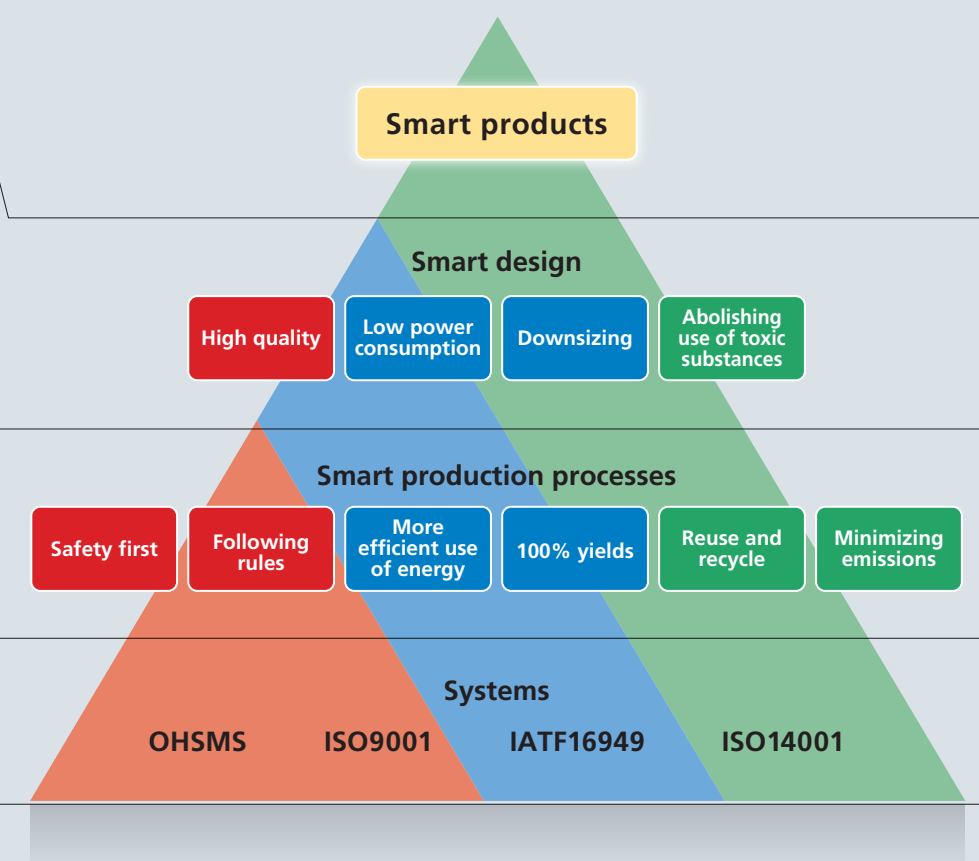 Smart products
Smart design
High quality
Low power
consumption
Downsizing
Abolishing
use of toxic
substances
Smart production processes
Safety first
Following
rules
More
efficient use
of energy
100% yields
Reuse and
recycle
Minimizing
emissions
Systems
OHSMS
ISO9001
IATF16949
ISO14001